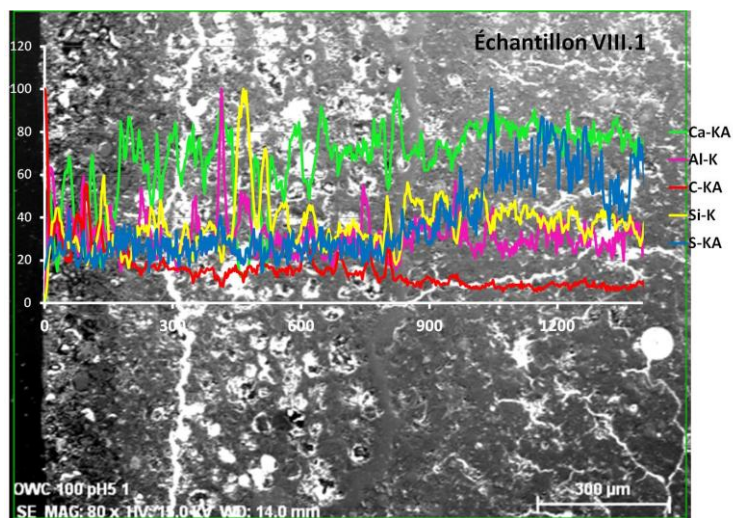 Échantillon VIII.1
120
100
80
60
40
20
0
0 300 600 900 1200
Ca-KA
Al-K
C-KA
Si-K
S-KA
OWC 100 pH5 1
300 µm
SE MAG: 80 x HV: 15.0 kV WD: 14.0 mm